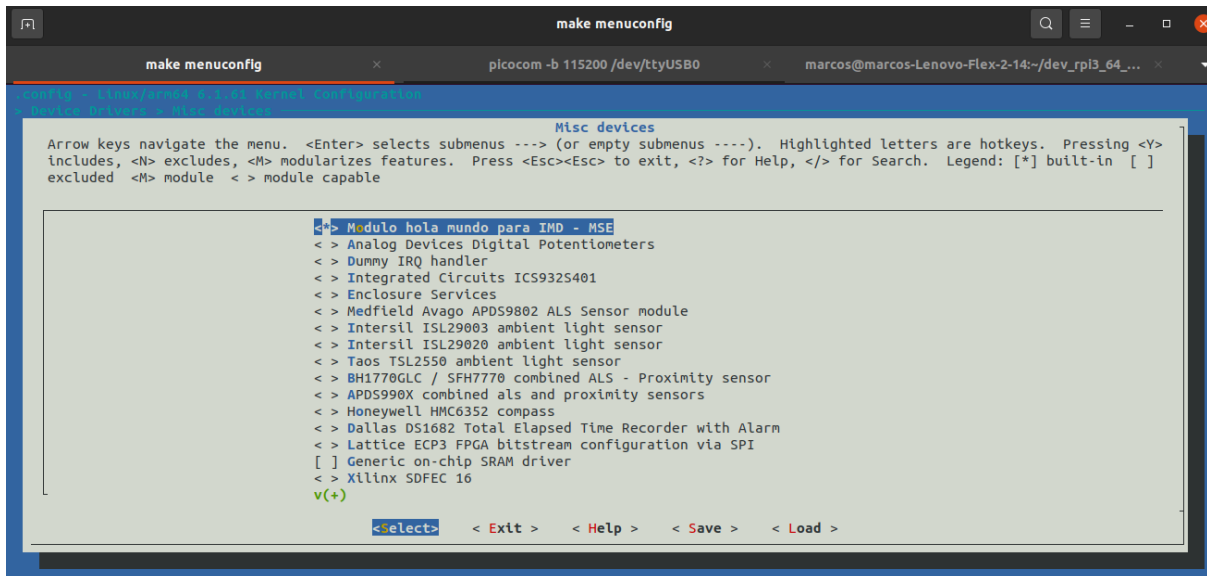 make menuconfig
make menuconfig × picocom -b 115200 /dev/ttyUSB0 × marcos@marcos-Lenovo-Flex-2-14:~/dev_rpi3_64_... ×
.config - Linux/arm64 6.1.61 Kernel Configuration
> Device Drivers > Misc devices
Misc devices
Arrow keys navigate the menu. <Enter> selects submenus ---> (or empty submenus ----). Highlighted letters are hotkeys. Pressing <Y>
includes, <N> excludes, <M> modularizes features. Press <Esc><Esc> to exit, <?> for Help, </> for Search. Legend: [*] built-in [ ]
excluded <M> module < > module capable
<*> Modulo hola mundo para IMD - MSE
< > Analog Devices Digital Potentiometers
< > Dummy IRQ handler
< > Integrated Circuits ICS932S401
< > Enclosure Services
< > Medfield Avago APDS9802 ALS Sensor module
< > Intersil ISL29003 ambient light sensor
< > Intersil ISL29020 ambient light sensor
< > Taos TSL2550 ambient light sensor
< > BH1770GLC / SFH7770 combined ALS - Proximity sensor
< > APDS990X combined als and proximity sensors
< > Honeywell HMC6352 compass
< > Dallas DS1682 Total Elapsed Time Recorder with Alarm
< > Lattice ECP3 FPGA bitstream configuration via SPI
[ ] Generic on-chip SRAM driver
< > Xilinx SDFEC 16
v(+)
<Select> < Exit > < Help > < Save > < Load >